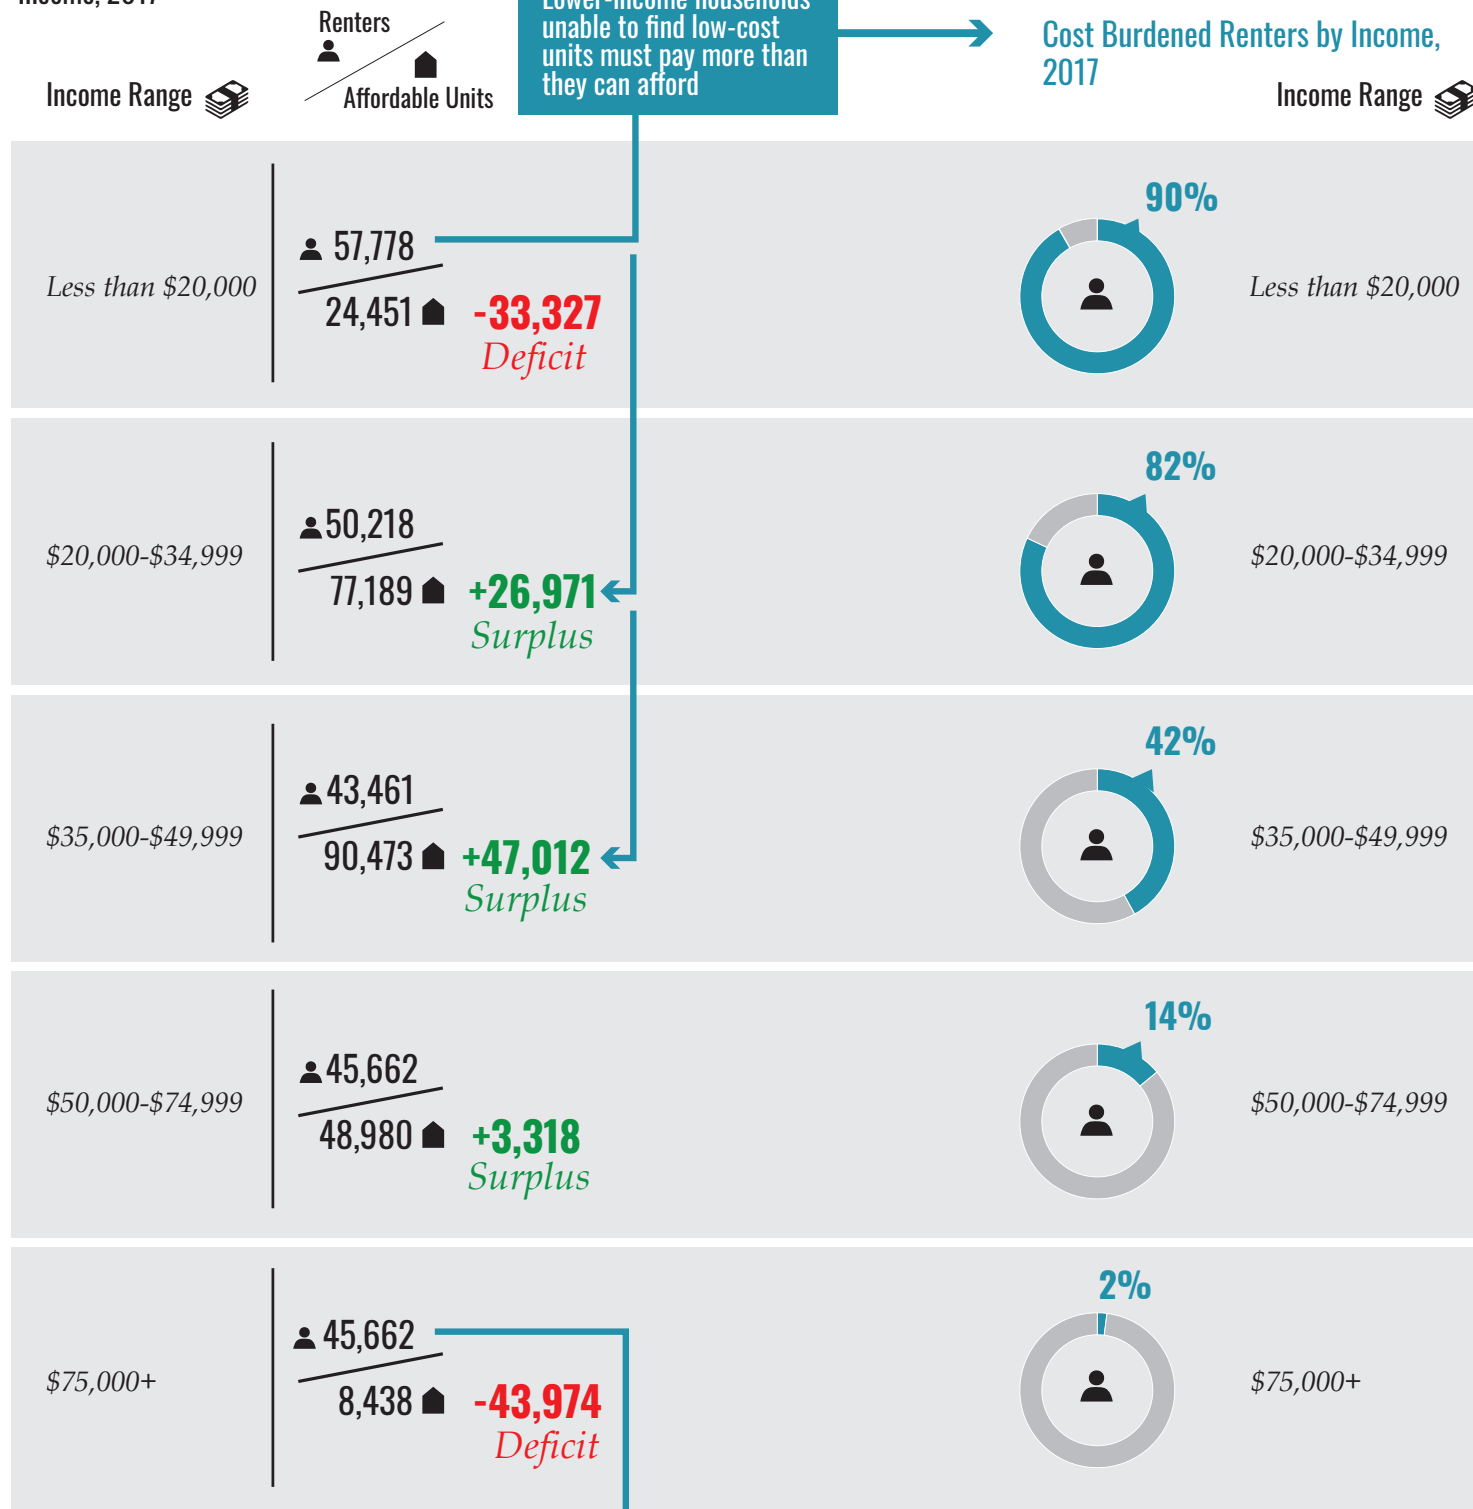 Income, 2017
Renters
Affordable Units
Income Range
Lower-income households
unable to find low-cost
units must pay more than
they can afford
Cost Burdened Renters by Income,
2017
Income Range
Less than $20,000
57,778
24,451
-33,327
Deficit
90%
Less than $20,000
$20,000-$34,999
50,218
77,189
+26,971
Surplus
82%
$20,000-$34,999
$35,000-$49,999
43,461
90,473
+47,012
Surplus
42%
$35,000-$49,999
$50,000-$74,999
45,662
48,980
+3,318
Surplus
14%
$50,000-$74,999
$75,000+
45,662
8,438
-43,974
Deficit
2%
$75,000+